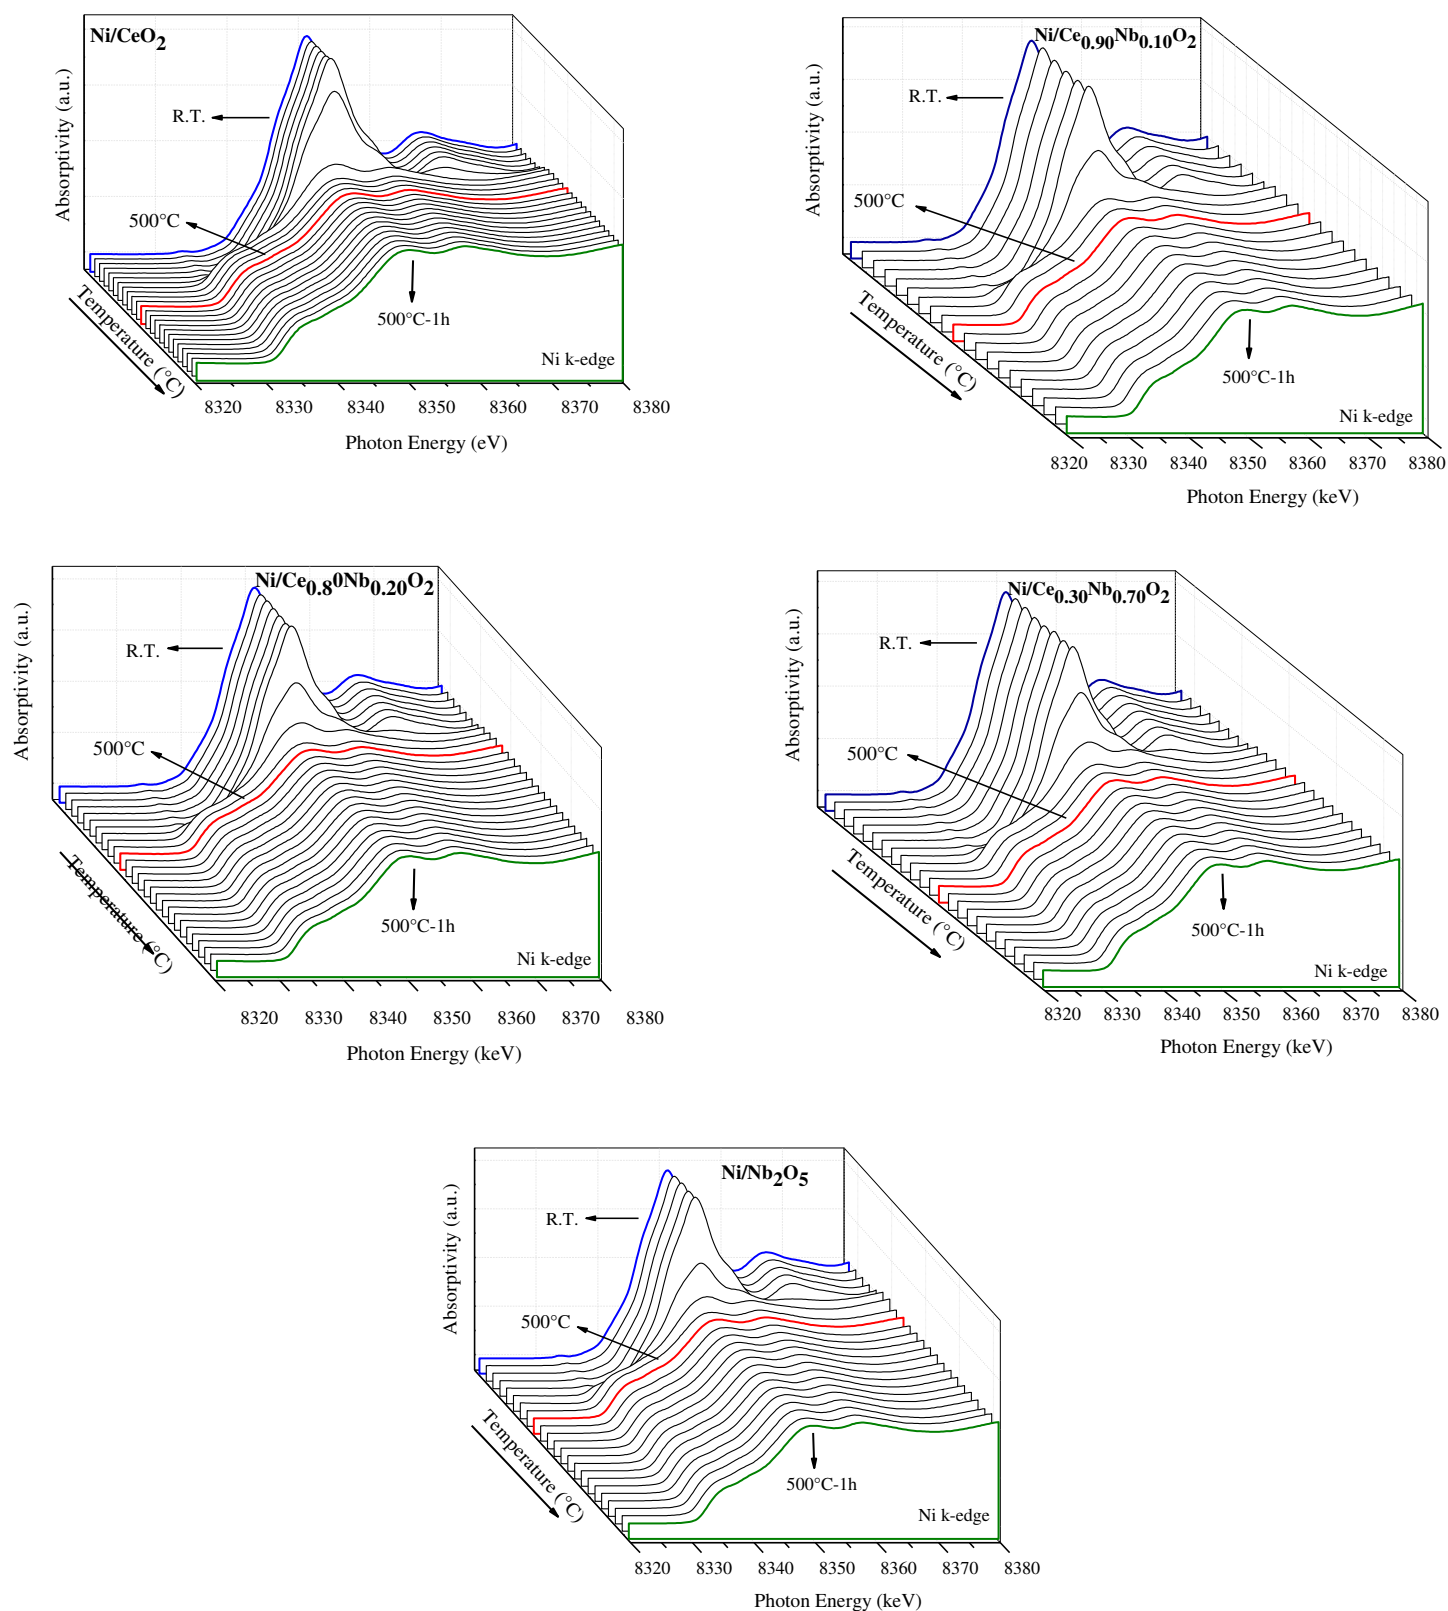 Ni/CeO2
Absorptivity (a.u.)
R.T.
500°C
500°C-1h
Ni k-edge
Temperature (°C)
8320 8330 8340 8350 8360 8370 8380
Photon Energy (eV)
Ni/Ce0.90Nb0.10O2
Absorptivity (a.u.)
R.T.
500°C
500°C-1h
Ni k-edge
Temperature (°C)
8320 8330 8340 8350 8360 8370 8380
Photon Energy (keV)
Ni/Ce0.80Nb0.20O2
Absorptivity (a.u.)
R.T.
500°C
500°C-1h
Ni k-edge
Temperature (°C)
8320 8330 8340 8350 8360 8370 8380
Photon Energy (keV)
Ni/Ce0.30Nb0.70O2
Absorptivity (a.u.)
R.T.
500°C
500°C-1h
Ni k-edge
Temperature (°C)
8320 8330 8340 8350 8360 8370 8380
Photon Energy (keV)
Ni/Nb2O5
Absorptivity (a.u.)
R.T.
500°C
500°C-1h
Ni k-edge
Temperature (°C)
8320 8330 8340 8350 8360 8370 8380
Photon Energy (keV)